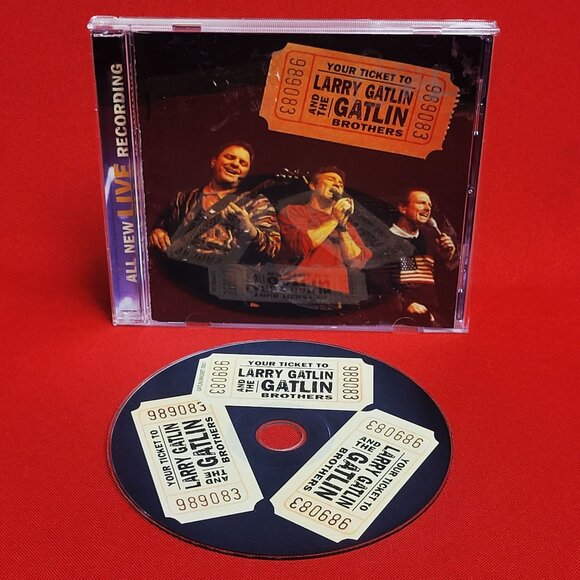 ALL NEW LIVE RECORDING
989083
YOUR TICKET TO
LARRY GATLIN
AND THE GATLIN
BROTHERS
989083
989083
YOUR TICKET TO
LARRY GATLIN
AND THE GATLIN
BROTHERS
989083
989083
YOUR TICKET TO
LARRY GATLIN
AND THE GATLIN
BROTHERS
989083
989083
YOUR TICKET TO
LARRY GATLIN
AND THE GATLIN
BROTHERS
989083